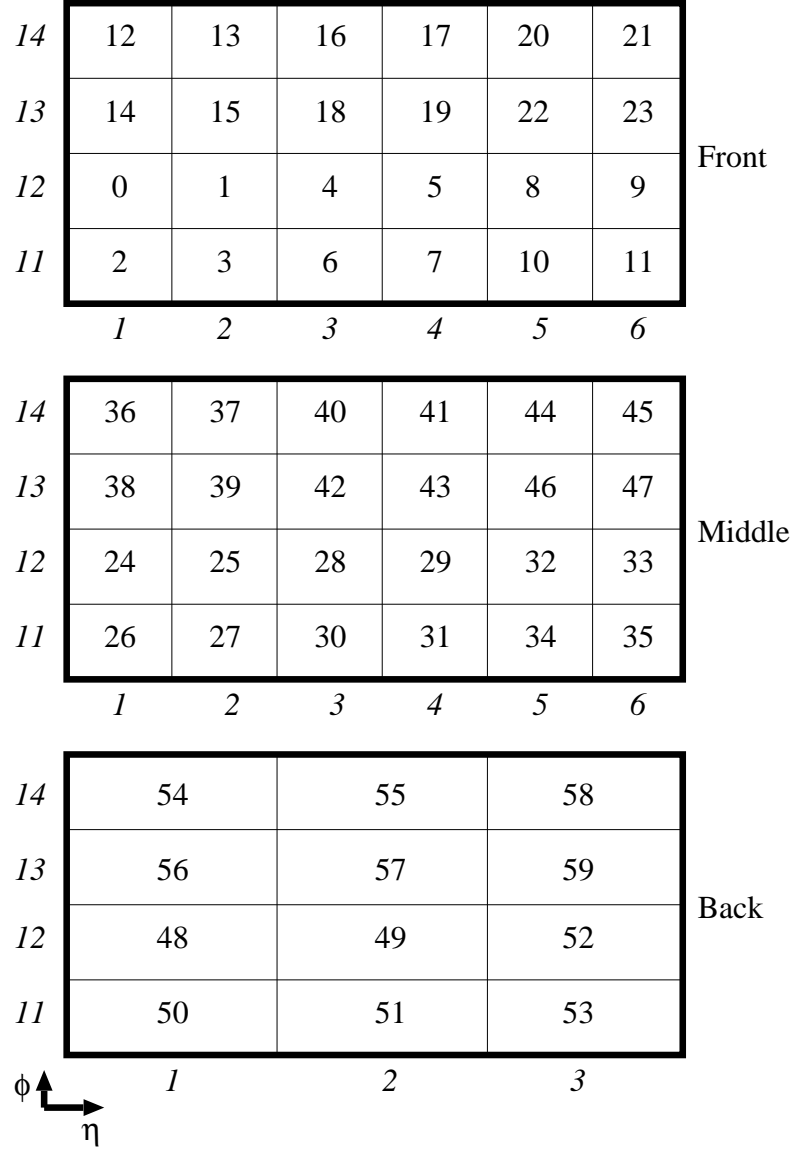 14 12 13 16 17 20 21
13 14 15 18 19 22 23
Front
12 0 1 4 5 8 9
11 2 3 6 7 10 11
1 2 3 4 5 6
14 36 37 40 41 44 45
13 38 39 42 43 46 47
Middle
12 24 25 28 29 32 33
11 26 27 30 31 34 35
1 2 3 4 5 6
14 54 55 58
13 56 57 59
Back
12 48 49 52
11 50 51 53
1 2 3
ϕ
η